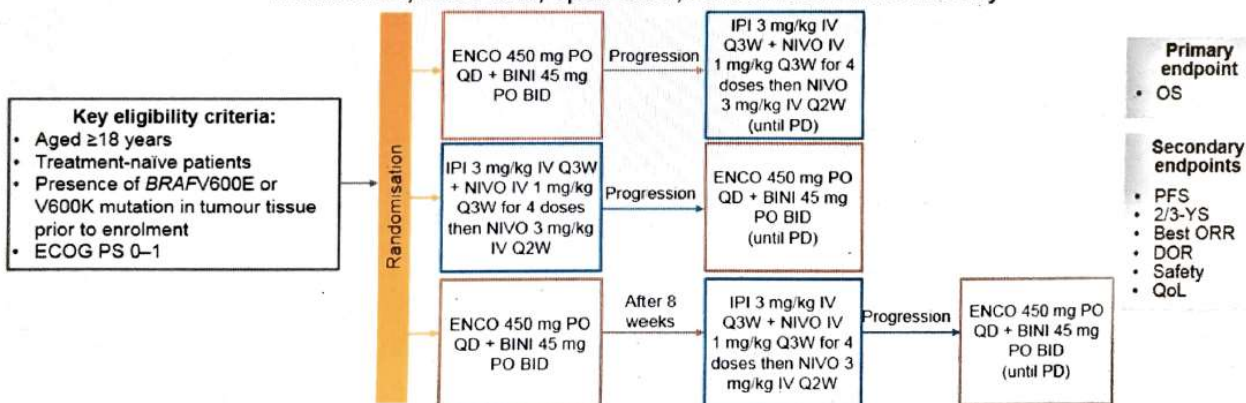 Key eligibility criteria:
• Aged ≥18 years
• Treatment-naïve patients
• Presence of BRAFV600E or
V600K mutation in tumour tissue
prior to enrolment
• ECOG PS 0–1
Randomisation
ENCO 450 mg PO
QD + BINI 45 mg
PO BID
Progression
IPI 3 mg/kg IV
Q3W + NIVO IV
1 mg/kg Q3W for 4
doses then NIVO
3 mg/kg IV Q2W
(until PD)
IPI 3 mg/kg IV Q3W
+ NIVO IV 1 mg/kg
Q3W for 4 doses
then NIVO 3 mg/kg
IV Q2W
Progression
ENCO 450 mg PO
QD + BINI 45 mg
PO BID
(until PD)
ENCO 450 mg PO
QD + BINI 45 mg
PO BID
After 8
weeks
IPI 3 mg/kg IV
Q3W + NIVO IV
1 mg/kg Q3W for 4
doses then NIVO 3
mg/kg IV Q2W
Progression
ENCO 450 mg PO
QD + BINI 45 mg
PO BID
(until PD)
Primary
endpoint
• OS
Secondary
endpoints
• PFS
• 2/3-YS
• Best ORR
• DOR
• Safety
• QoL